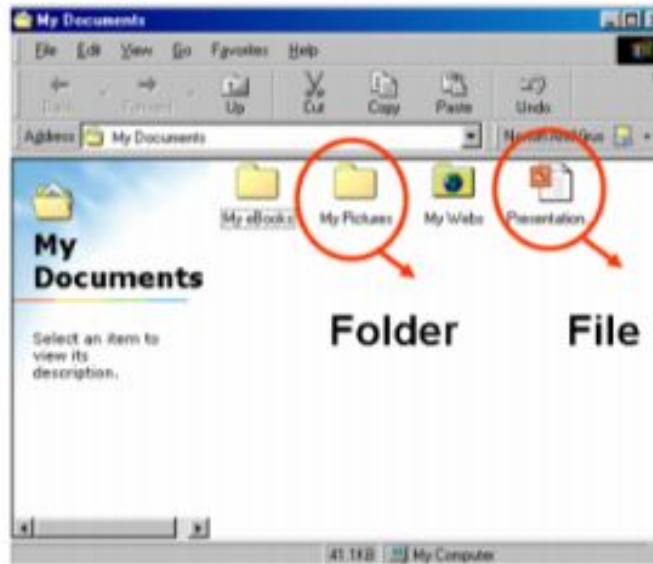 My Documents
File Edit View Go Favorites Help
Back Forward Up Cut Copy Paste Undo
Address My Documents Norton AntiVirus
My eBooks My Pictures My Webs Presentation
My
Documents
Select an item to
view its
description.
Folder File
41.1KB My Computer